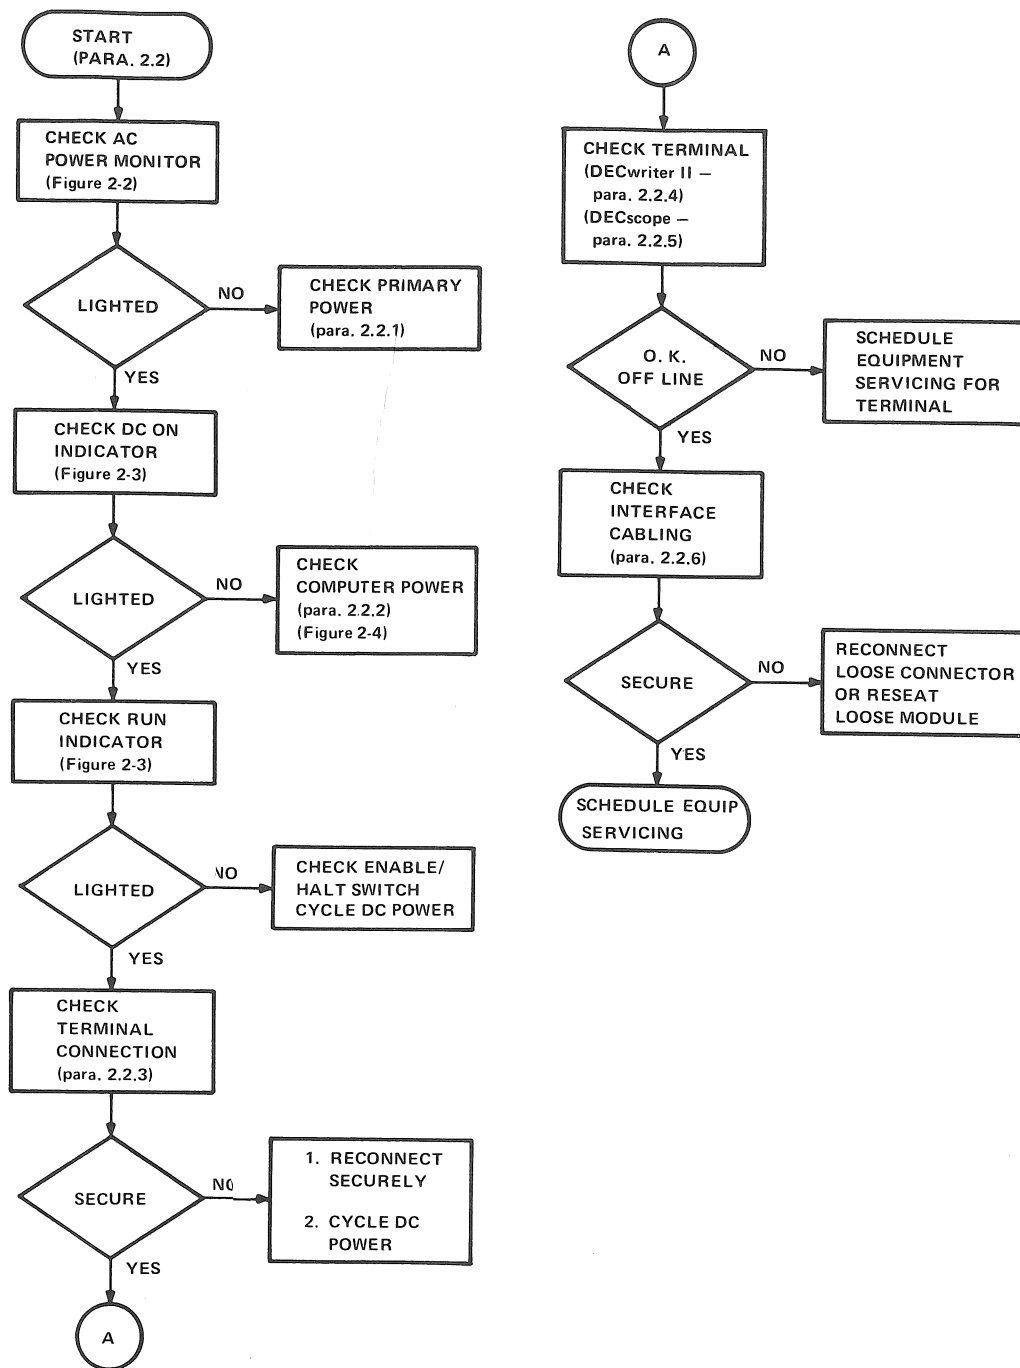 START
(PARA. 2.2)
CHECK AC
POWER MONITOR
(Figure 2-2)
LIGHTED
NO
CHECK PRIMARY
POWER
(para. 2.2.1)
YES
CHECK DC ON
INDICATOR
(Figure 2-3)
LIGHTED
NO
CHECK
COMPUTER POWER
(para. 2.2.2)
(Figure 2-4)
YES
CHECK RUN
INDICATOR
(Figure 2-3)
LIGHTED
NO
CHECK ENABLE/
HALT SWITCH
CYCLE DC POWER
YES
CHECK
TERMINAL
CONNECTION
(para. 2.2.3)
SECURE
NO
1. RECONNECT
SECURELY
2. CYCLE DC
POWER
YES
A
A
CHECK TERMINAL
(DECwriter II –
para. 2.2.4)
(DECscope –
para. 2.2.5)
O. K.
OFF LINE
NO
SCHEDULE
EQUIPMENT
SERVICING FOR
TERMINAL
YES
CHECK
INTERFACE
CABLING
(para. 2.2.6)
SECURE
NO
RECONNECT
LOOSE CONNECTOR
OR RESEAT
LOOSE MODULE
YES
SCHEDULE EQUIP
SERVICING